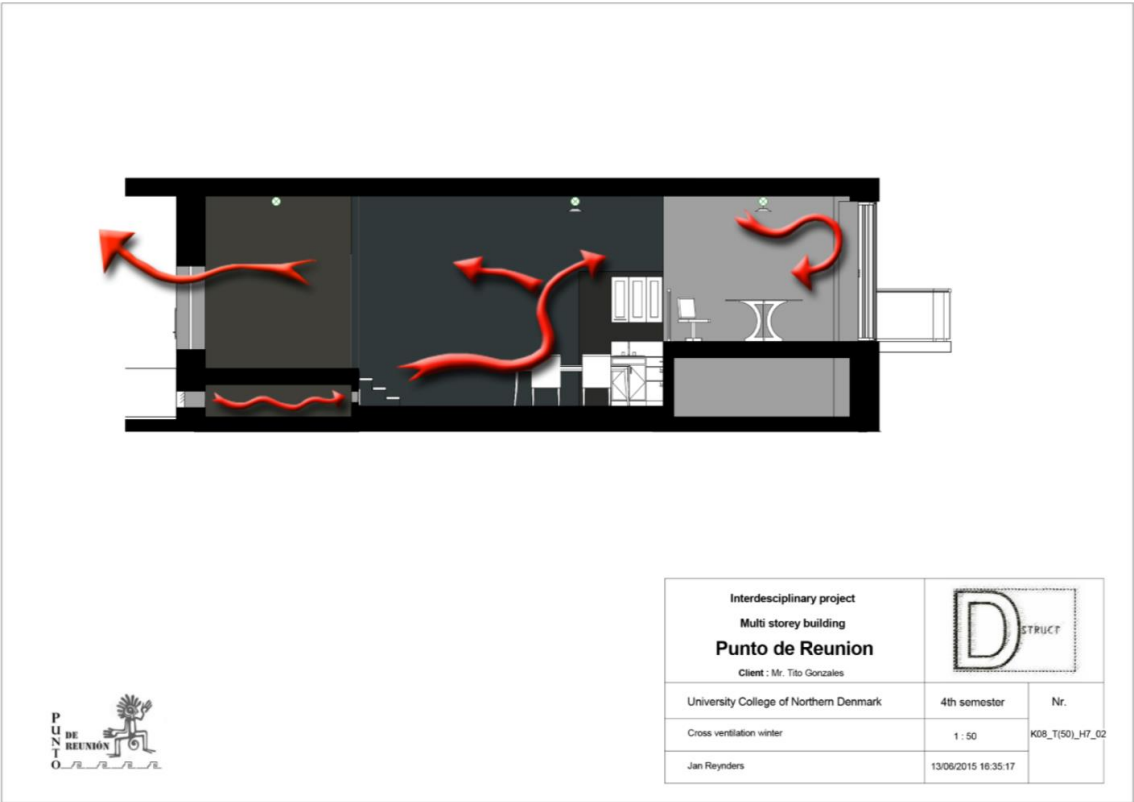 Interdesciplinary project
Multi storey building
Punto de Reunion
Client : Mr. Tito Gonzales
D STRUCT
University College of Northern Denmark
4th semester
Nr.
Cross ventilation winter
1 : 50
K08_T(50)_H7_02
Jan Reynders
13/06/2015 16:35:17
PUNTO
DE
REUNIÓN